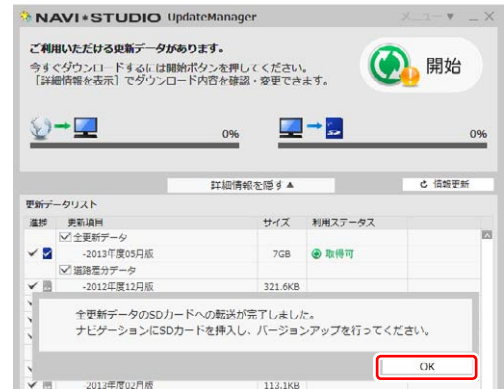 NAVI*STUDIO UpdateManager
メニュー ▼ _ ×
ご利用いただける更新データがあります。
今すぐダウンロードするには開始ボタンを押してください。
［詳細情報を表示］でダウンロード内容を確認・変更できます。
開始
0%
0%
詳細情報を隠す▲
情報更新
更新データリスト
進捗 更新項目 サイズ 利用ステータス
全更新データ
-2013年度05月版 7GB 取得可
道路差分データ
-2012年度12月版 321.6KB
全更新データのSDカードへの転送が完了しました。
ナビゲーションにSDカードを挿入し、バージョンアップを行ってください。
OK
-2013年度02月版 113.1KB